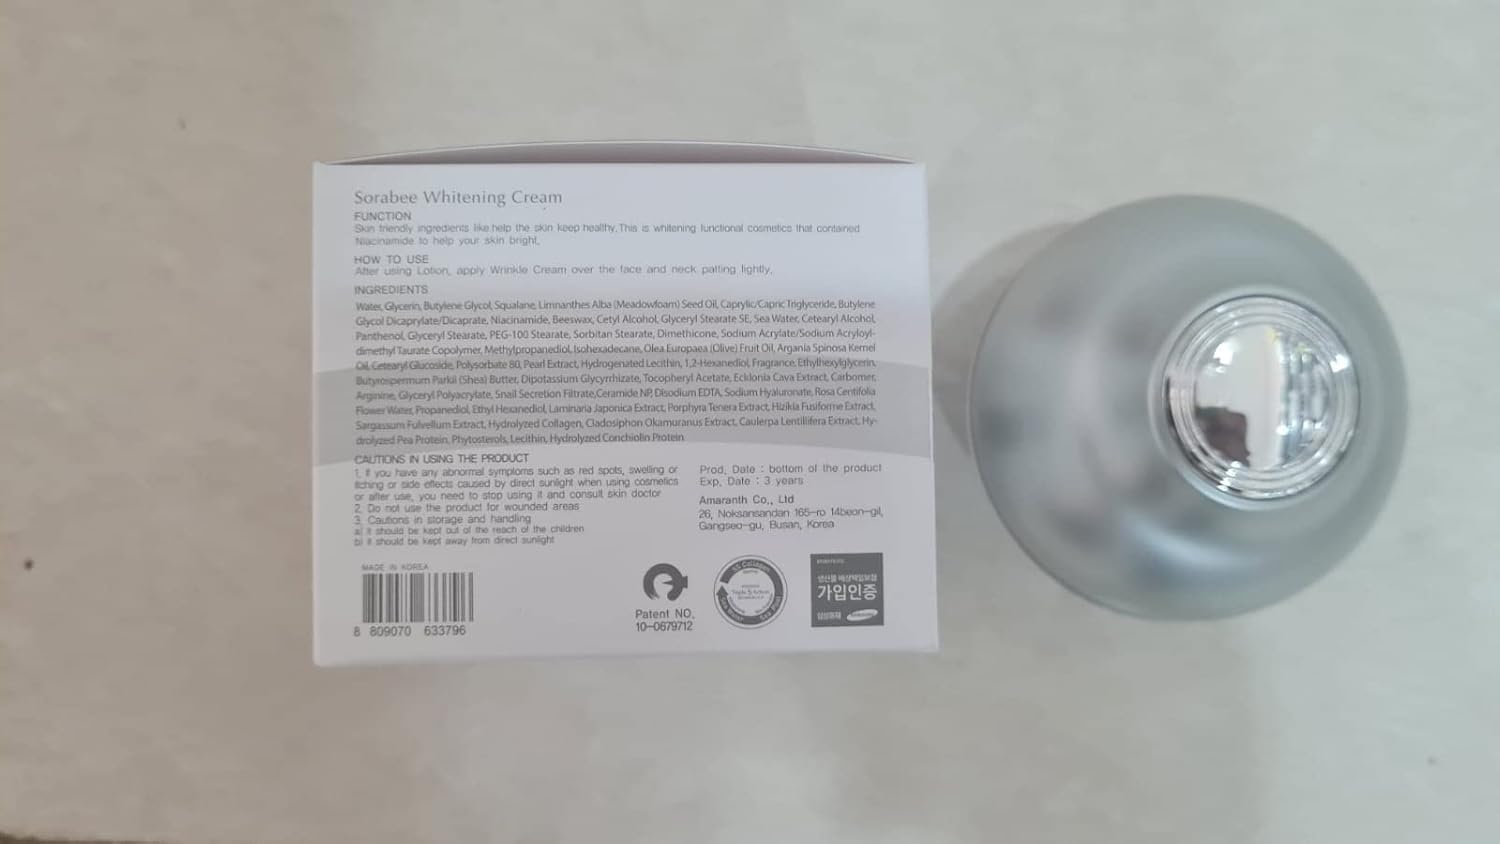 Sorabee Whitening Cream
FUNCTION
Skin friendly ingredients like help the skin keep healthy. This is whitening functional cosmetics that contained
Niacinamide to help your skin bright.
HOW TO USE
After using Lotion, apply Wrinkle Cream over the face and neck patting lightly.
INGREDIENTS
Water, Glycerin, Butylene Glycol, Squalane, Limnanthes Alba (Meadowfoam) Seed Oil, Caprylic/Capric Triglyceride, Butylene
Glycol Dicaprylate/Dicaprate, Niacinamide, Beeswax, Cetyl Alcohol, Glyceryl Stearate SE, Sea Water, Cetearyl Alcohol,
Panthenol, Glyceryl Stearate, PEG-100 Stearate, Sorbitan Stearate, Dimethicone, Sodium Acrylate/Sodium Acryloyl-
dimethyl Taurate Copolymer, Methylpropanediol, Isohexadecane, Olea Europaea (Olive) Fruit Oil, Argania Spinosa Kernel
Oil, Cetearyl Glucoside, Polysorbate 80, Pearl Extract, Hydrogenated Lecithin, 1,2-Hexanediol, Fragrance, Ethylhexylglycerin,
Butyrospermum Parkii (Shea) Butter, Dipotassium Glycyrrhizate, Tocopheryl Acetate, Ecklonia Cava Extract, Carbomer,
Arginine, Glyceryl Polyacrylate, Snail Secretion Filtrate,Ceramide NP, Disodium EDTA, Sodium Hyaluronate, Rosa Centifolia
Flower Water, Propanediol, Ethyl Hexanediol, Laminaria Japonica Extract, Porphyra Tenera Extract, Hizikia Fusiforme Extract,
Sargassum Fulvellum Extract, Hydrolyzed Collagen, Cladosiphon Okamuranus Extract, Caulerpa Lentillifera Extract, Hy-
drolyzed Pea Protein, Phytosterols, Lecithin, Hydrolyzed Conchiolin Protein
CAUTIONS IN USING THE PRODUCT
1. If you have any abnormal symptoms such as red spots, swelling or
itching or side effects caused by direct sunlight when using cosmetics
or after use, you need to stop using it and consult skin doctor
2. Do not use the product for wounded areas
3. Cautions in storage and handling
a) it should be kept out of the reach of the children
b) it should be kept away from direct sunlight
Prod. Date : bottom of the product
Exp. Date : 3 years
Amaranth Co., Ltd
26, Noksansandan 165-ro 14beon-gil,
Gangseo-gu, Busan, Korea
MADE IN KOREA
8 809070 633796
Patent NO.
10-0679712
생산물 배상책임보험
가입인증
삼성화재 SAMSUNG